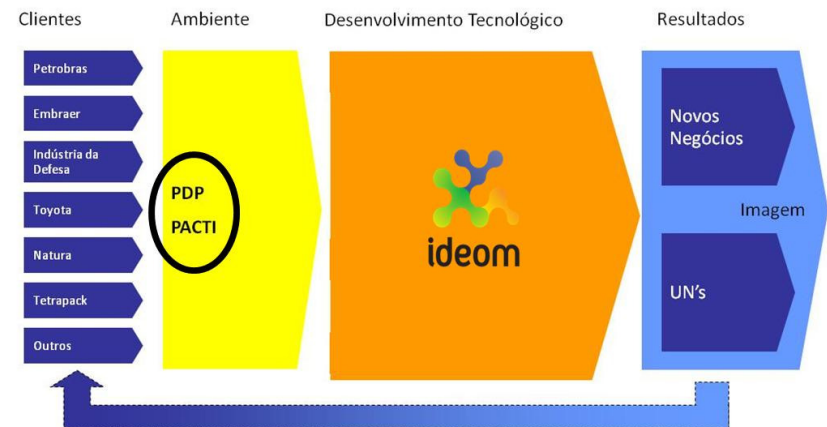 Clientes
Ambiente
Desenvolvimento Tecnológico
Resultados
Petrobras
Embraer
Indústria da
Defesa
Toyota
Natura
Tetrapack
Outros
PDP
PACTI
ideom
Novos
Negócios
Imagem
UN's